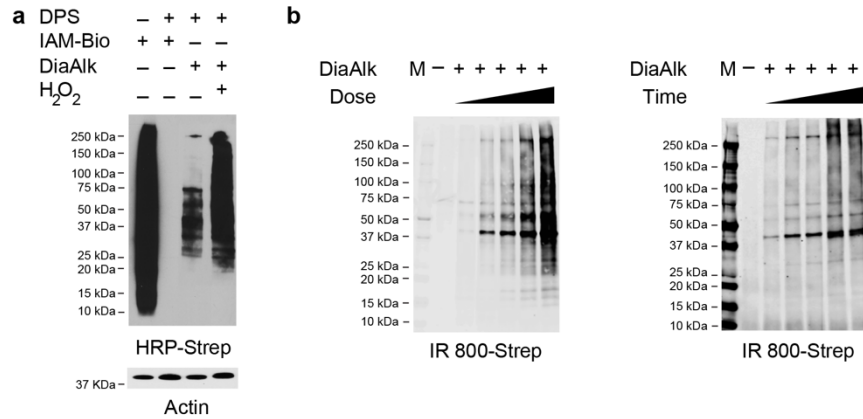 a
DPS – + + +
IAM-Bio + + – –
DiaAlk – – + +
H2O2 – – – +
250 kDa
150 kDa
100 kDa
75 kDa
50 kDa
37 kDa
25 kDa
20 kDa
15 kDa
10 kDa
HRP-Strep
37 KDa
Actin
b
DiaAlk M – + + + + +
Dose
250 kDa
150 kDa
100 kDa
75 kDa
50 kDa
37 kDa
25 kDa
20 kDa
15 kDa
10 kDa
IR 800-Strep
DiaAlk M – + + + + +
Time
250 kDa
150 kDa
100 kDa
75 kDa
50 kDa
37 kDa
25 kDa
20 kDa
15 kDa
10 kDa
IR 800-Strep